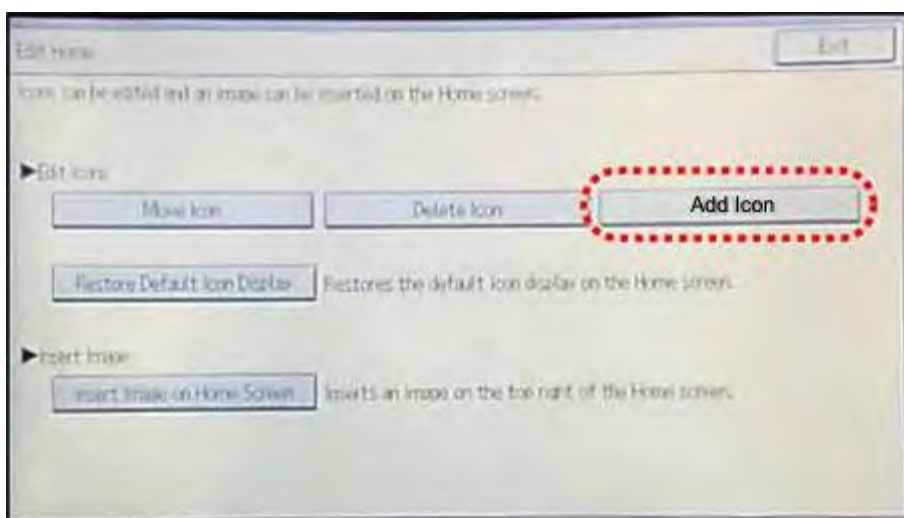 Edit Home
Exit
Icons can be edited and an image can be inserted on the Home screen.
►Edit Icons
Move Icon
Delete Icon
Add Icon
Restore Default Icon Display
Restores the default icon display on the Home screen.
►Insert Image
Insert Image on Home Screen
Inserts an image on the top right of the Home screen.